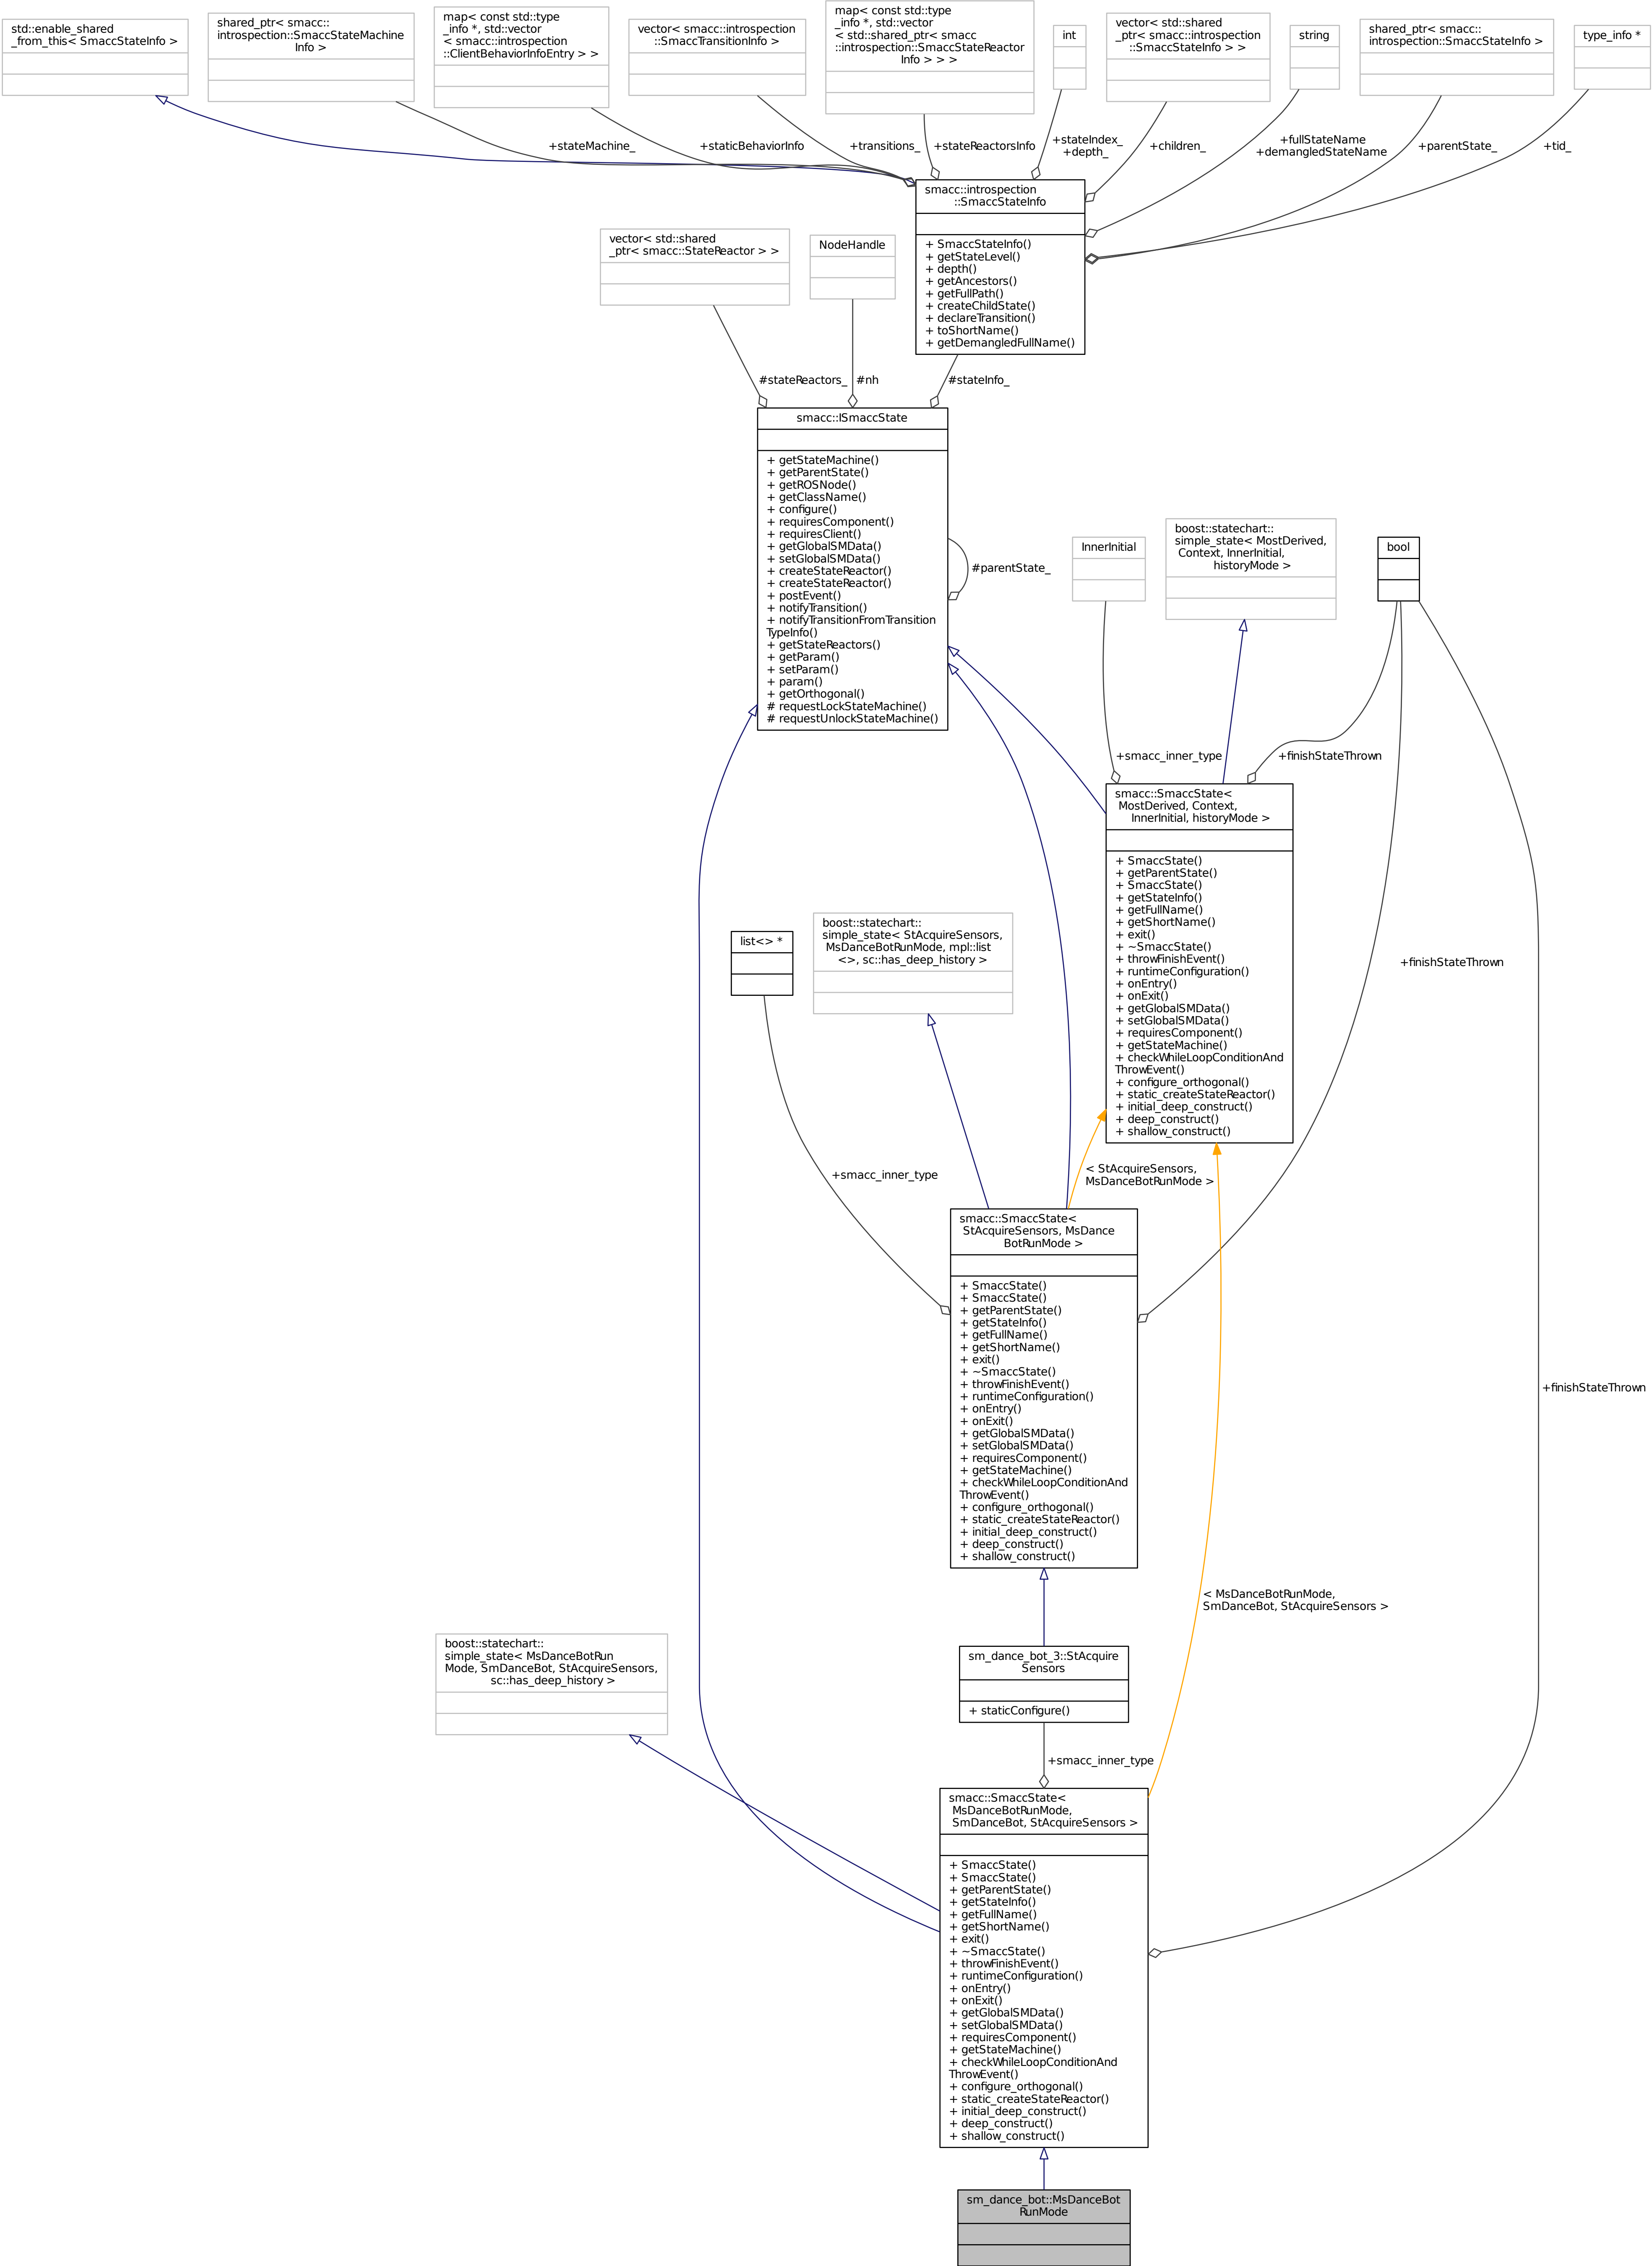 std::enable_shared
_from_this< SmaccStateInfo >
shared_ptr< smacc::
introspection::SmaccStateMachine
Info >
map< const std::type
_info *, std::vector
< smacc::introspection
::ClientBehaviorInfoEntry > >
vector< smacc::introspection
::SmaccTransitionInfo >
map< const std::type
_info *, std::vector
< std::shared_ptr< smacc
::introspection::SmaccStateReactor
Info > > >
int
vector< std::shared
_ptr< smacc::introspection
::SmaccStateInfo > >
string
shared_ptr< smacc::
introspection::SmaccStateInfo >
type_info *
+stateMachine_
+staticBehaviorInfo
+transitions_
+stateReactorsInfo
+stateIndex_
+depth_
+children_
+fullStateName
+demangledStateName
+parentState_
+tid_
smacc::introspection
::SmaccStateInfo
+ SmaccStateInfo()
+ getStateLevel()
+ depth()
+ getAncestors()
+ getFullPath()
+ createChildState()
+ declareTransition()
+ toShortName()
+ getDemangledFullName()
vector< std::shared
_ptr< smacc::StateReactor > >
NodeHandle
#stateReactors_
#nh
#stateInfo_
smacc::ISmaccState
+ getStateMachine()
+ getParentState()
+ getROSNode()
+ getClassName()
+ configure()
+ requiresComponent()
+ requiresClient()
+ getGlobalSMData()
+ setGlobalSMData()
+ createStateReactor()
+ createStateReactor()
+ postEvent()
+ notifyTransition()
+ notifyTransitionFromTransition
TypeInfo()
+ getStateReactors()
+ getParam()
+ setParam()
+ param()
+ getOrthogonal()
# requestLockStateMachine()
# requestUnlockStateMachine()
#parentState_
InnerInitial
boost::statechart::
simple_state< MostDerived,
Context, InnerInitial,
historyMode >
bool
+smacc_inner_type
+finishStateThrown
smacc::SmaccState<
MostDerived, Context,
InnerInitial, historyMode >
+ SmaccState()
+ getParentState()
+ SmaccState()
+ getStateInfo()
+ getFullName()
+ getShortName()
+ exit()
+ ~SmaccState()
+ throwFinishEvent()
+ runtimeConfiguration()
+ onEntry()
+ onExit()
+ getGlobalSMData()
+ setGlobalSMData()
+ requiresComponent()
+ getStateMachine()
+ checkWhileLoopConditionAnd
ThrowEvent()
+ configure_orthogonal()
+ static_createStateReactor()
+ initial_deep_construct()
+ deep_construct()
+ shallow_construct()
list<> *
boost::statechart::
simple_state< StAcquireSensors,
MsDanceBotRunMode, mpl::list
<>, sc::has_deep_history >
+finishStateThrown
+smacc_inner_type
< StAcquireSensors,
MsDanceBotRunMode >
smacc::SmaccState<
StAcquireSensors, MsDance
BotRunMode >
+ SmaccState()
+ SmaccState()
+ getParentState()
+ getStateInfo()
+ getFullName()
+ getShortName()
+ exit()
+ ~SmaccState()
+ throwFinishEvent()
+ runtimeConfiguration()
+ onEntry()
+ onExit()
+ getGlobalSMData()
+ setGlobalSMData()
+ requiresComponent()
+ getStateMachine()
+ checkWhileLoopConditionAnd
ThrowEvent()
+ configure_orthogonal()
+ static_createStateReactor()
+ initial_deep_construct()
+ deep_construct()
+ shallow_construct()
+finishStateThrown
< MsDanceBotRunMode,
SmDanceBot, StAcquireSensors >
boost::statechart::
simple_state< MsDanceBotRun
Mode, SmDanceBot, StAcquireSensors,
sc::has_deep_history >
sm_dance_bot_3::StAcquire
Sensors
+ staticConfigure()
+smacc_inner_type
smacc::SmaccState<
MsDanceBotRunMode,
SmDanceBot, StAcquireSensors >
+ SmaccState()
+ SmaccState()
+ getParentState()
+ getStateInfo()
+ getFullName()
+ getShortName()
+ exit()
+ ~SmaccState()
+ throwFinishEvent()
+ runtimeConfiguration()
+ onEntry()
+ onExit()
+ getGlobalSMData()
+ setGlobalSMData()
+ requiresComponent()
+ getStateMachine()
+ checkWhileLoopConditionAnd
ThrowEvent()
+ configure_orthogonal()
+ static_createStateReactor()
+ initial_deep_construct()
+ deep_construct()
+ shallow_construct()
sm_dance_bot::MsDanceBot
RunMode